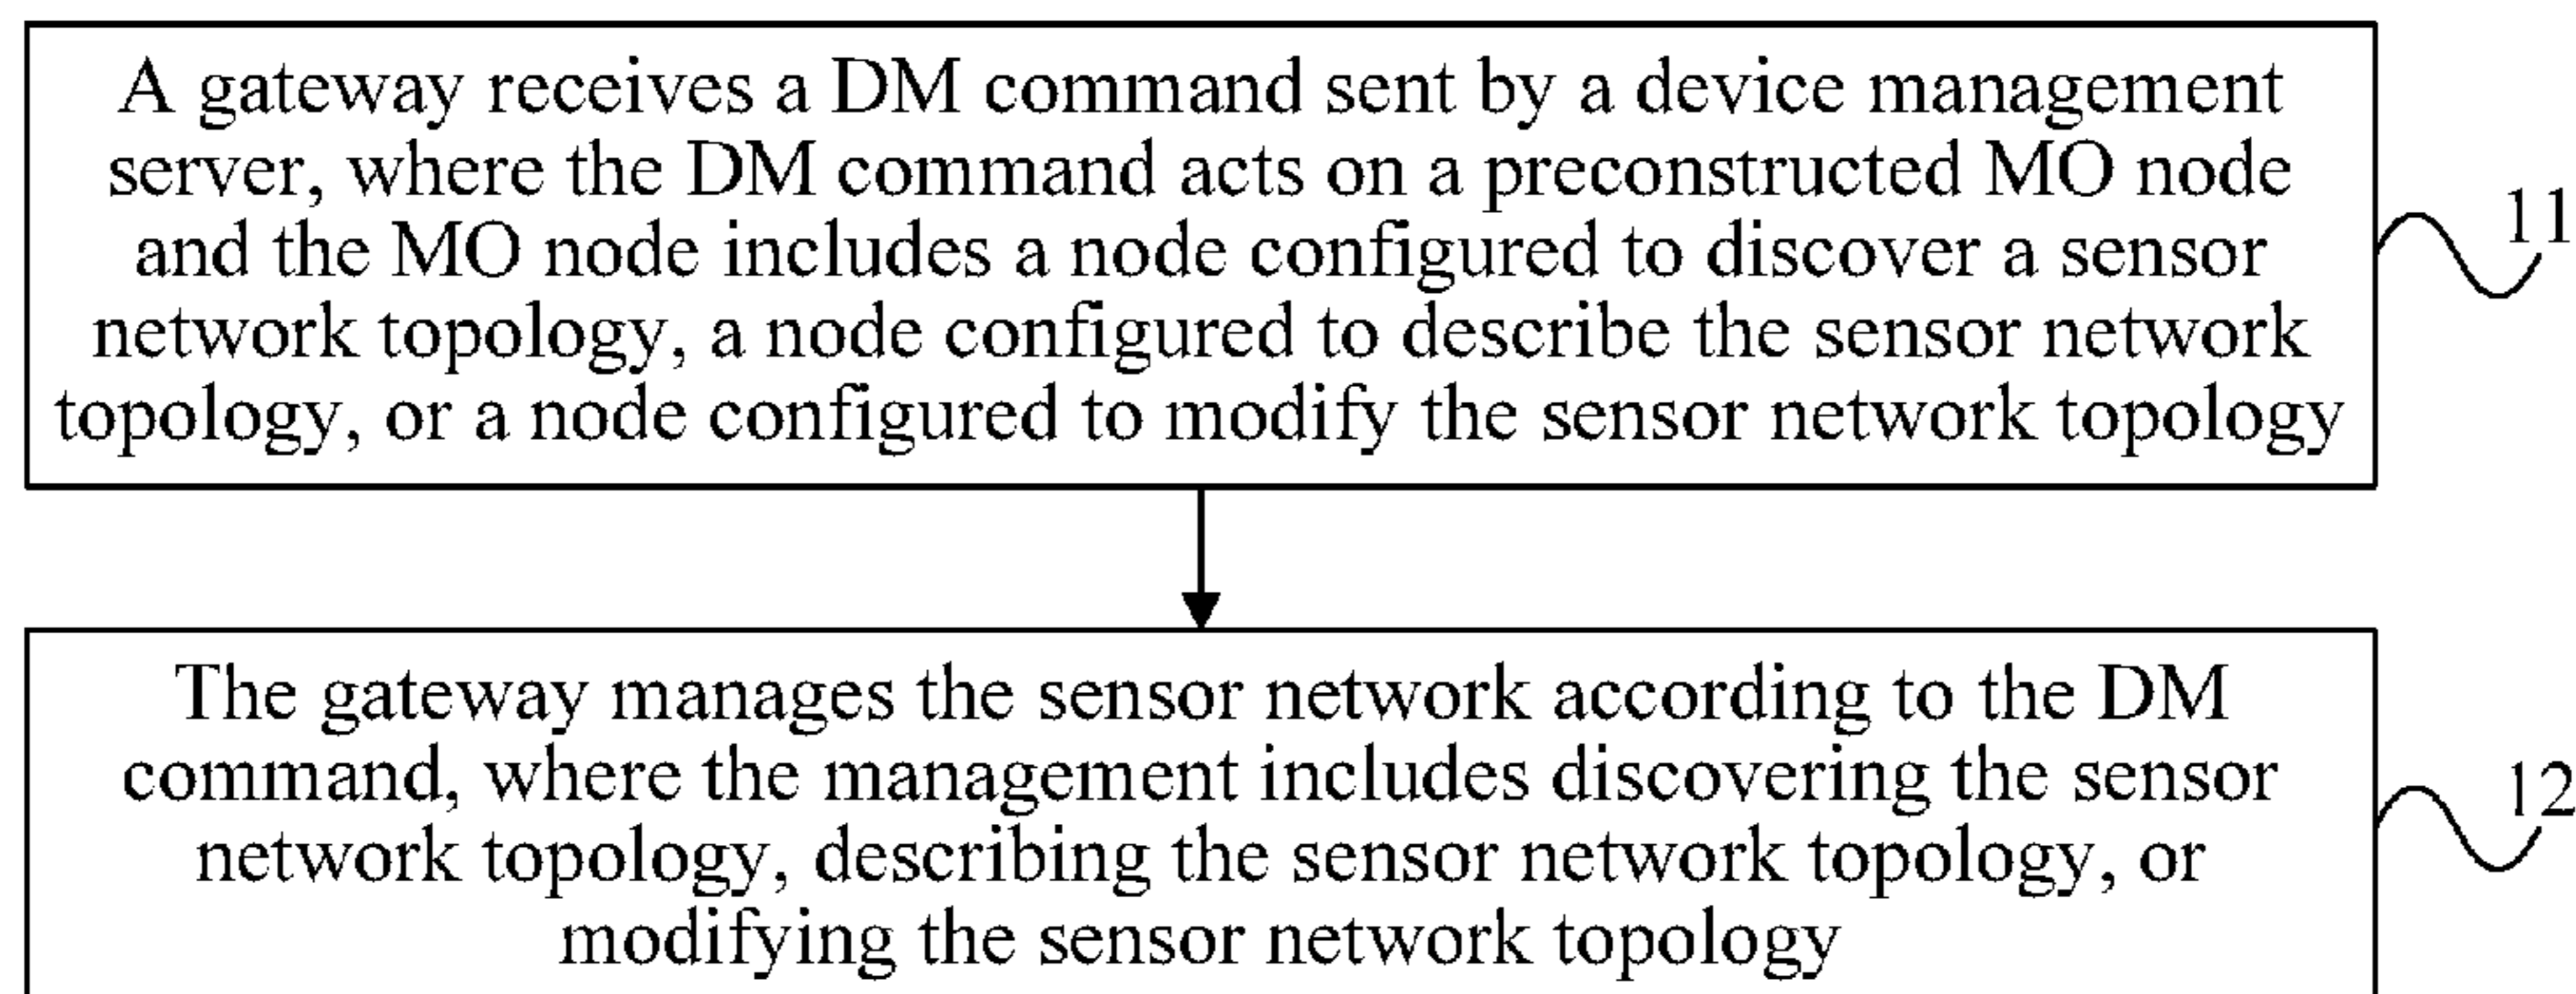 A gateway receives a DM command sent by a device management
server, where the DM command acts on a preconstructed MO node
and the MO node includes a node configured to discover a sensor
network topology, a node configured to describe the sensor network
topology, or a node configured to modify the sensor network topology
11
The gateway manages the sensor network according to the DM
command, where the management includes discovering the sensor
network topology, describing the sensor network topology, or
modifying the sensor network topology
12